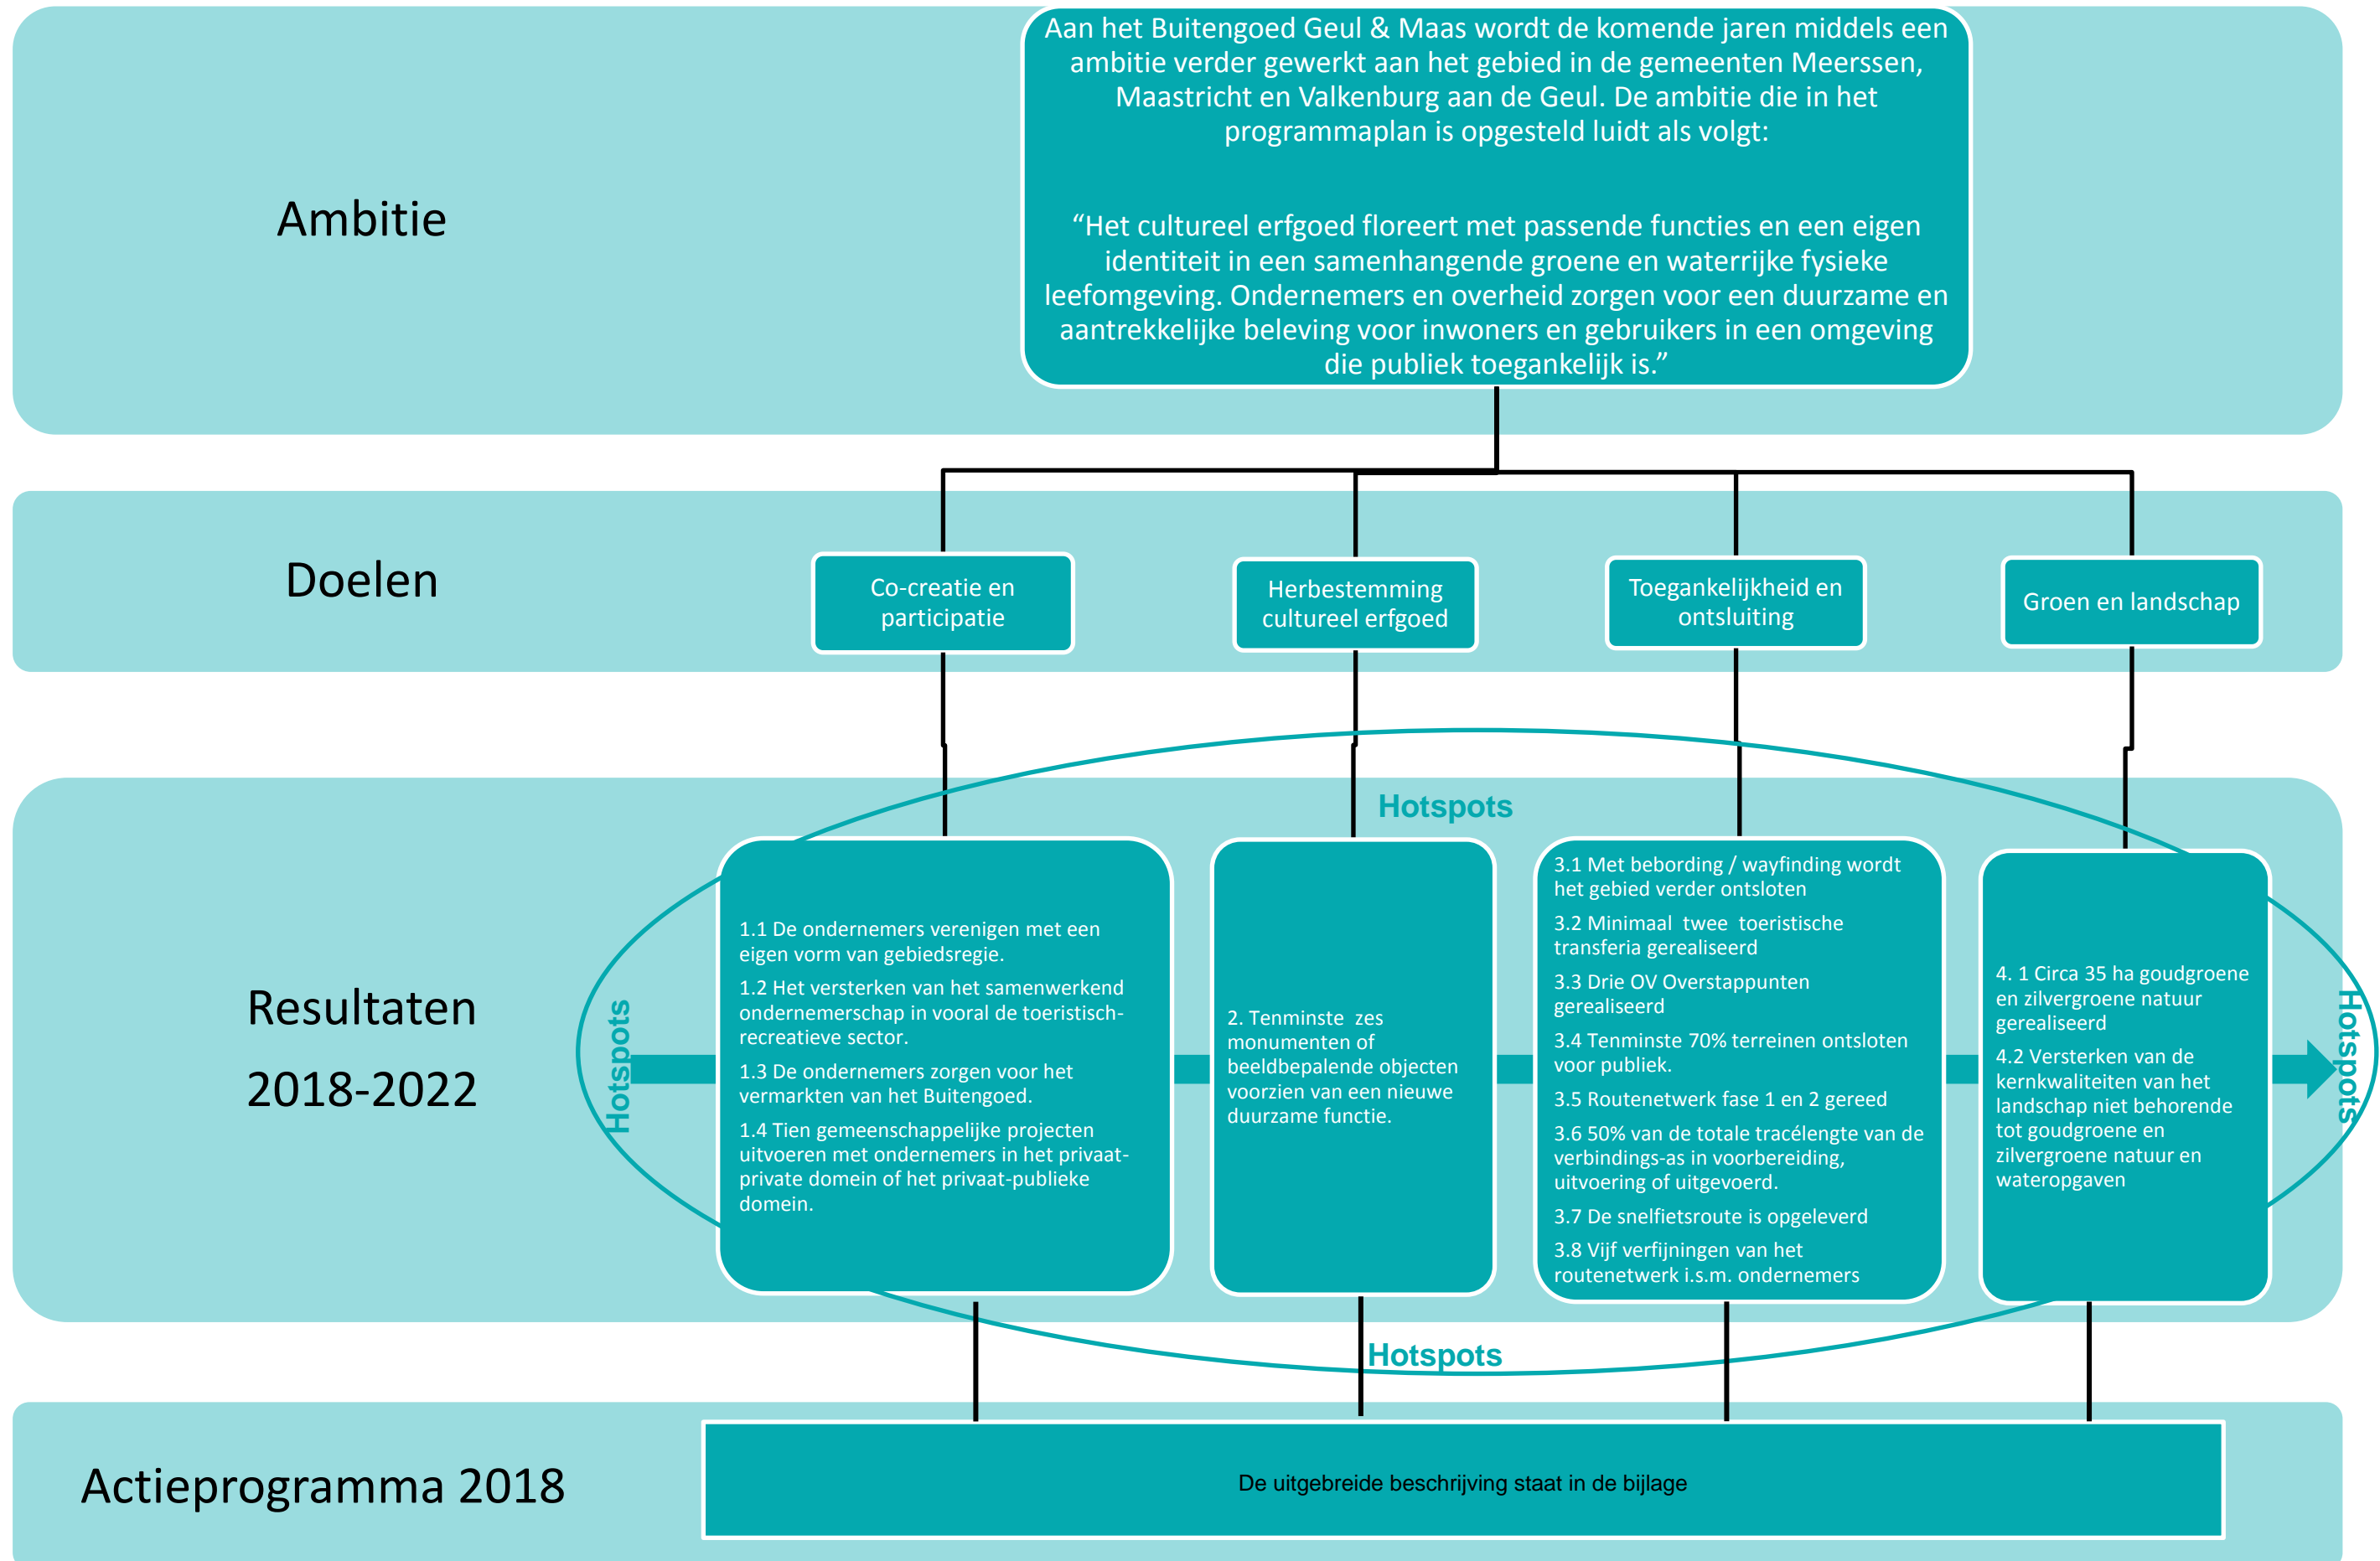 Ambitie
Aan het Buitengoed Geul & Maas wordt de komende jaren middels een
ambitie verder gewerkt aan het gebied in de gemeenten Meerssen,
Maastricht en Valkenburg aan de Geul. De ambitie die in het
programmaplan is opgesteld luidt als volgt:
“Het cultureel erfgoed floreert met passende functies en een eigen
identiteit in een samenhangende groene en waterrijke fysieke
leefomgeving. Ondernemers en overheid zorgen voor een duurzame en
aantrekkelijke beleving voor inwoners en gebruikers in een omgeving
die publiek toegankelijk is.”
Doelen
Co-creatie en
participatie
Herbestemming
cultureel erfgoed
Toegankelijkheid en
ontsluiting
Groen en landschap
Resultaten
2018-2022
Hotspots
Hotspots
1.1 De ondernemers verenigen met een
eigen vorm van gebiedsregie.
1.2 Het versterken van het samenwerkend
ondernemerschap in vooral de toeristisch-
recreatieve sector.
1.3 De ondernemers zorgen voor het
vermarkten van het Buitengoed.
1.4 Tien gemeenschappelijke projecten
uitvoeren met ondernemers in het privaat-
private domein of het privaat-publieke
domein.
2. Tenminste  zes
monumenten of
beeldbepalende objecten
voorzien van een nieuwe
duurzame functie.
3.1 Met bebording / wayfinding wordt
het gebied verder ontsloten
3.2 Minimaal  twee  toeristische
transferia gerealiseerd
3.3 Drie OV Overstappunten
gerealiseerd
3.4 Tenminste 70% terreinen ontsloten
voor publiek.
3.5 Routenetwerk fase 1 en 2 gereed
3.6 50% van de totale tracélengte van de
verbindings-as in voorbereiding,
uitvoering of uitgevoerd.
3.7 De snelfietsroute is opgeleverd
3.8 Vijf verfijningen van het
routenetwerk i.s.m. ondernemers
4. 1 Circa 35 ha goudgroene
en zilvergroene natuur
gerealiseerd
4.2 Versterken van de
kernkwaliteiten van het
landschap niet behorende
tot goudgroene en
zilvergroene natuur en
wateropgaven
Hotspots
Hotspots
Actieprogramma 2018
De uitgebreide beschrijving staat in de bijlage